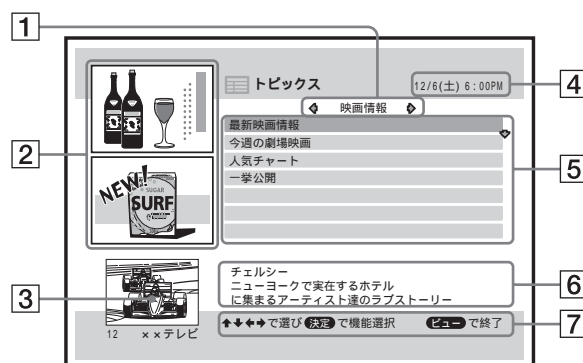 1
2
3
4
5
6
7
トピックス
12/6(土) 6:00PM
映画情報
最新映画情報
今週の劇場映画
人気チャート
一挙公開
NEW!
SUGAR
SURF
チェルシー
ニューヨークで実在するホテル
に集まるアーティスト達のラブストーリー
12 ××テレビ
↑↓←→で選び 決定 で機能選択 ビュー で終了